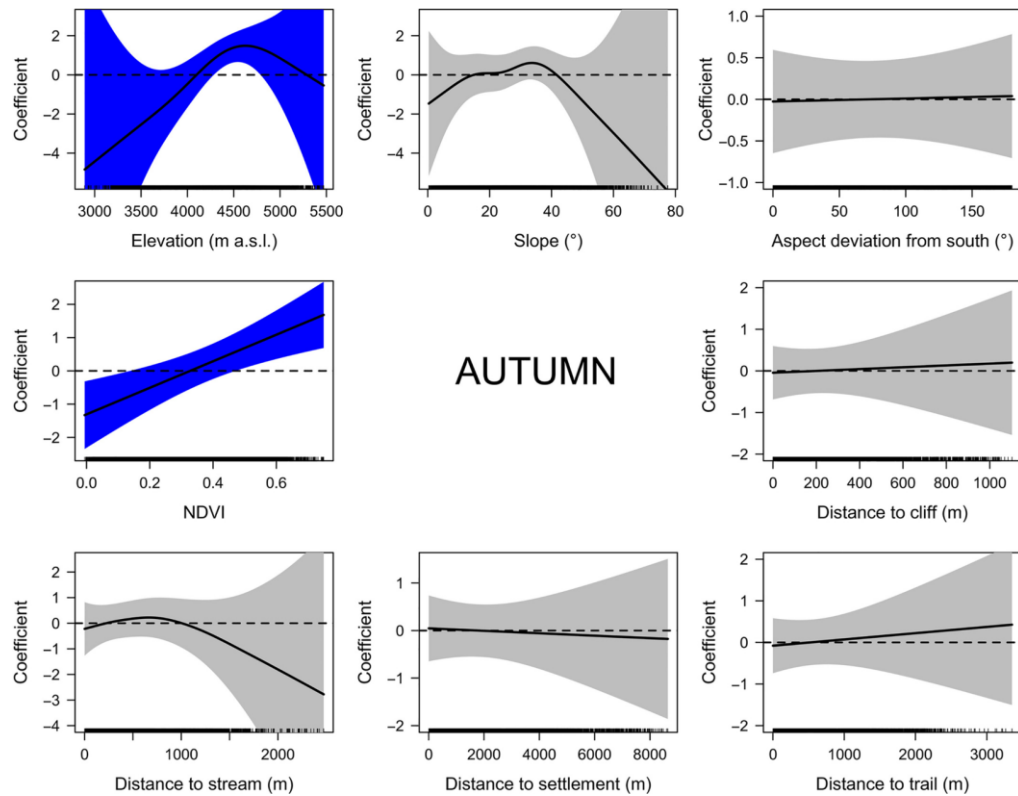 Coefficient
2
0
−2
−4
3000 3500 4000 4500 5000 5500
Elevation (m a.s.l.)
Coefficient
2
0
−2
−4
0 20 40 60 80
Slope (°)
Coefficient
1.0
0.5
0.0
−0.5
−1.0
0 50 100 150
Aspect deviation from south (°)
Coefficient
2
1
0
−1
−2
0.0 0.2 0.4 0.6
NDVI
AUTUMN
Coefficient
2
1
0
−1
−2
0 200 400 600 800 1000
Distance to cliff (m)
Coefficient
2
1
0
−1
−2
−3
−4
0 1000 2000
Distance to stream (m)
Coefficient
1
0
−1
−2
0 2000 4000 6000 8000
Distance to settlement (m)
Coefficient
2
1
0
−1
−2
0 1000 2000 3000
Distance to trail (m)